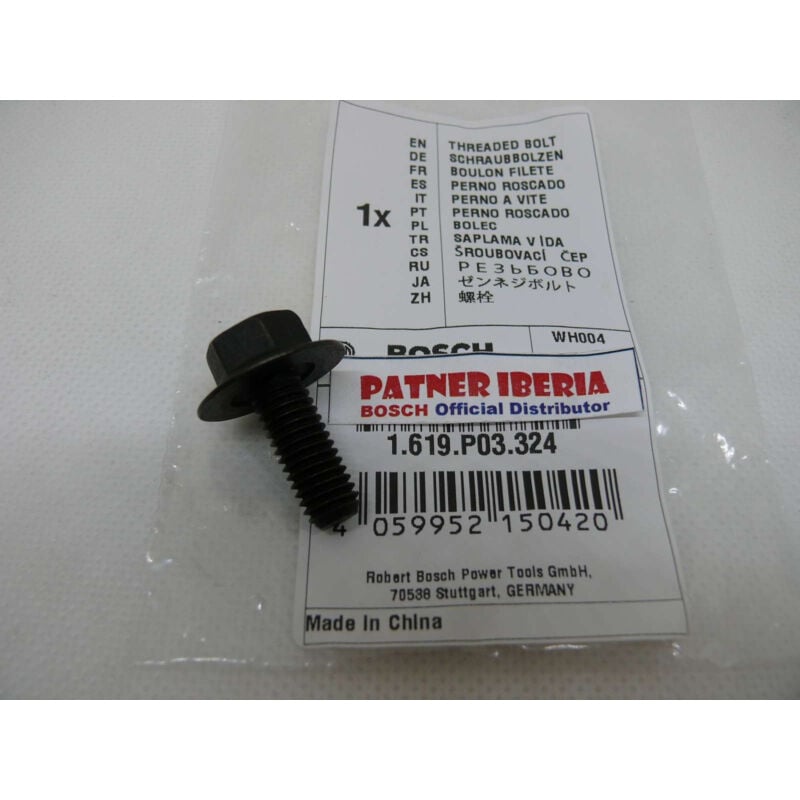 1x
EN THREADED BOLT
DE SCHRAUBBOLZEN
FR BOULON FILETE
ES PERNO ROSCADO
IT PERNO A VITE
PT PERNO ROSCADO
PL BOLEC
TR SAPLAMA VİDA
CS ŠROUBOVACÍ ČEP
RU РЕЗЬБОВО
JA ゼンネジボルト
ZH 螺栓
BOSCH
WH004
PATNER IBERIA
BOSCH Official Distributor
1.619.P03.324
4 059952 150420
Robert Bosch Power Tools GmbH,
70538 Stuttgart, GERMANY
Made In China